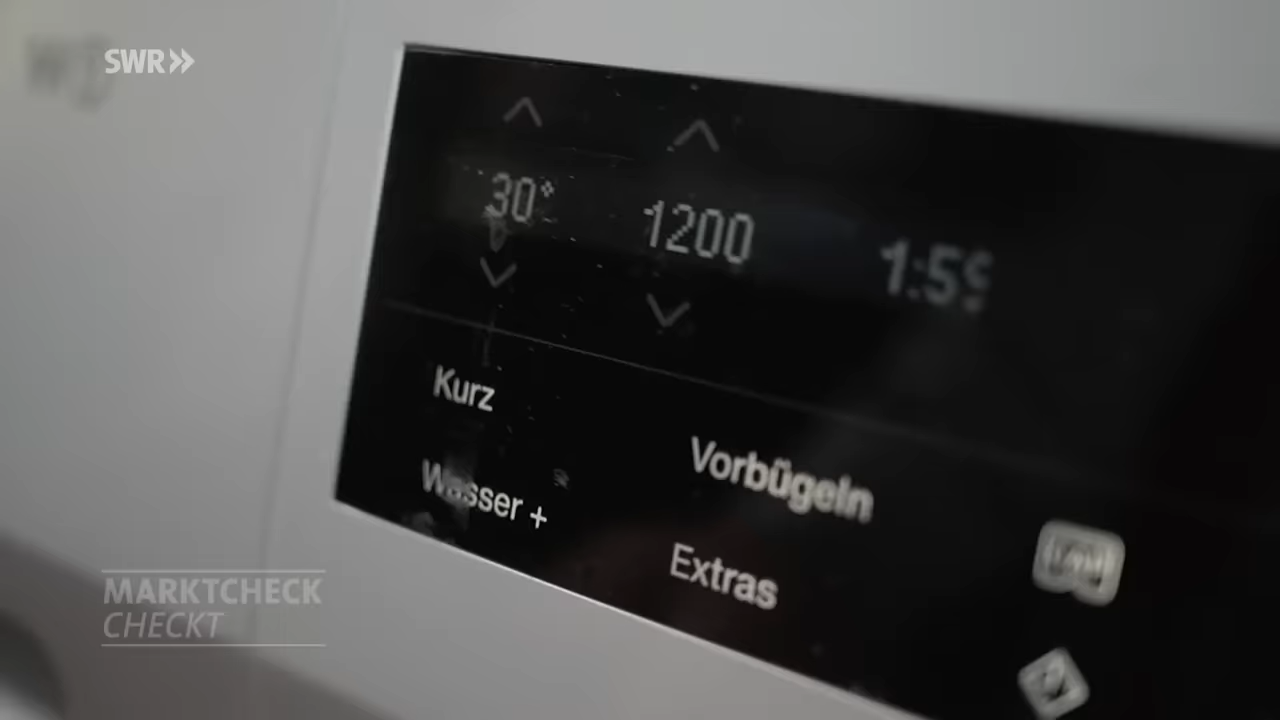 SWR
30°
1200
1:59
Kurz
Vorbügeln
Wasser +
Extras
MARKTCHECK
CHECKT